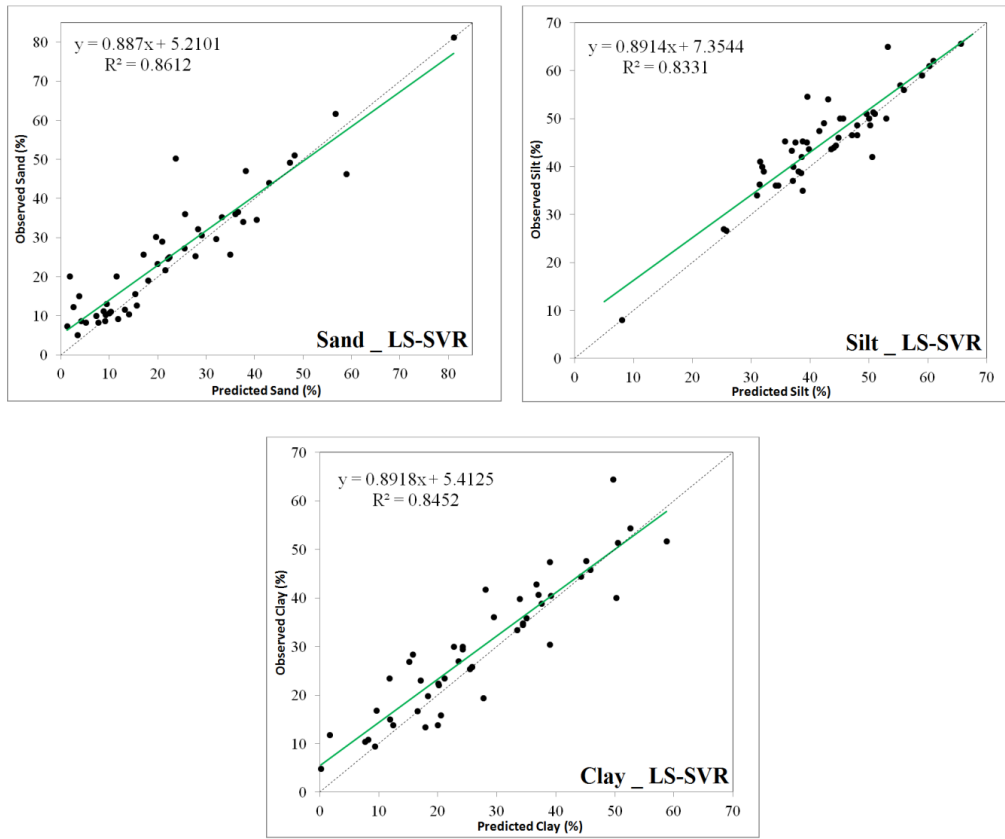 y = 0.887x + 5.2101
R² = 0.8612
80
70
60
50
40
30
20
10
0
Observed Sand (%)
0 10 20 30 40 50 60 70 80
Predicted Sand (%)
Sand _ LS-SVR
y = 0.8914x + 7.3544
R² = 0.8331
70
60
50
40
30
20
10
0
Observed Silt (%)
0 10 20 30 40 50 60 70
Predicted Silt (%)
Silt _ LS-SVR
y = 0.8918x + 5.4125
R² = 0.8452
70
60
50
40
30
20
10
0
Observed Clay (%)
0 10 20 30 40 50 60 70
Predicted Clay (%)
Clay _ LS-SVR